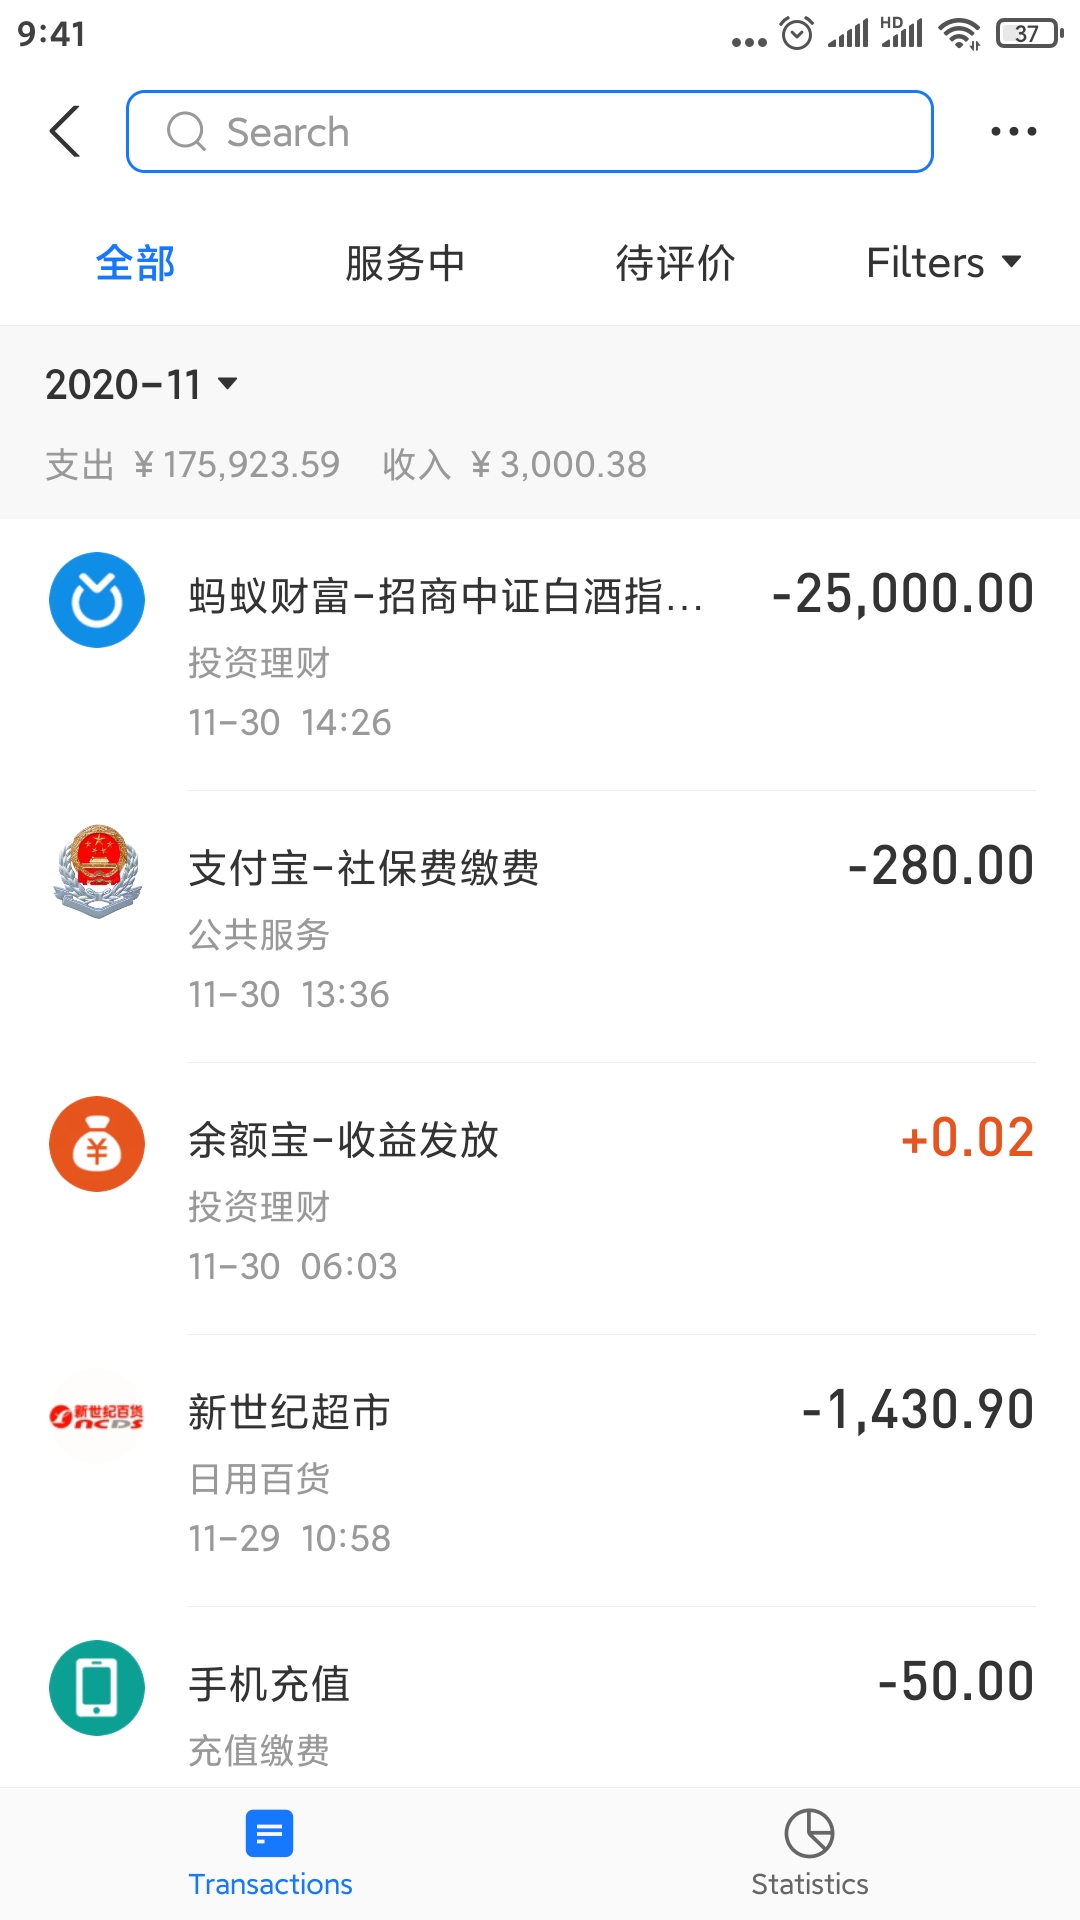 9:41
HD
37
Search
全部 服务中 待评价 Filters
2020-11
支出 ¥175,923.59 收入 ¥3,000.38
蚂蚁财富-招商中证白酒指... -25,000.00
投资理财
11-30 14:26
支付宝-社保费缴费 -280.00
公共服务
11-30 13:36
余额宝-收益发放 +0.02
投资理财
11-30 06:03
新世纪百货
ncds
新世纪超市 -1,430.90
日用百货
11-29 10:58
手机充值 -50.00
充值缴费
Transactions Statistics